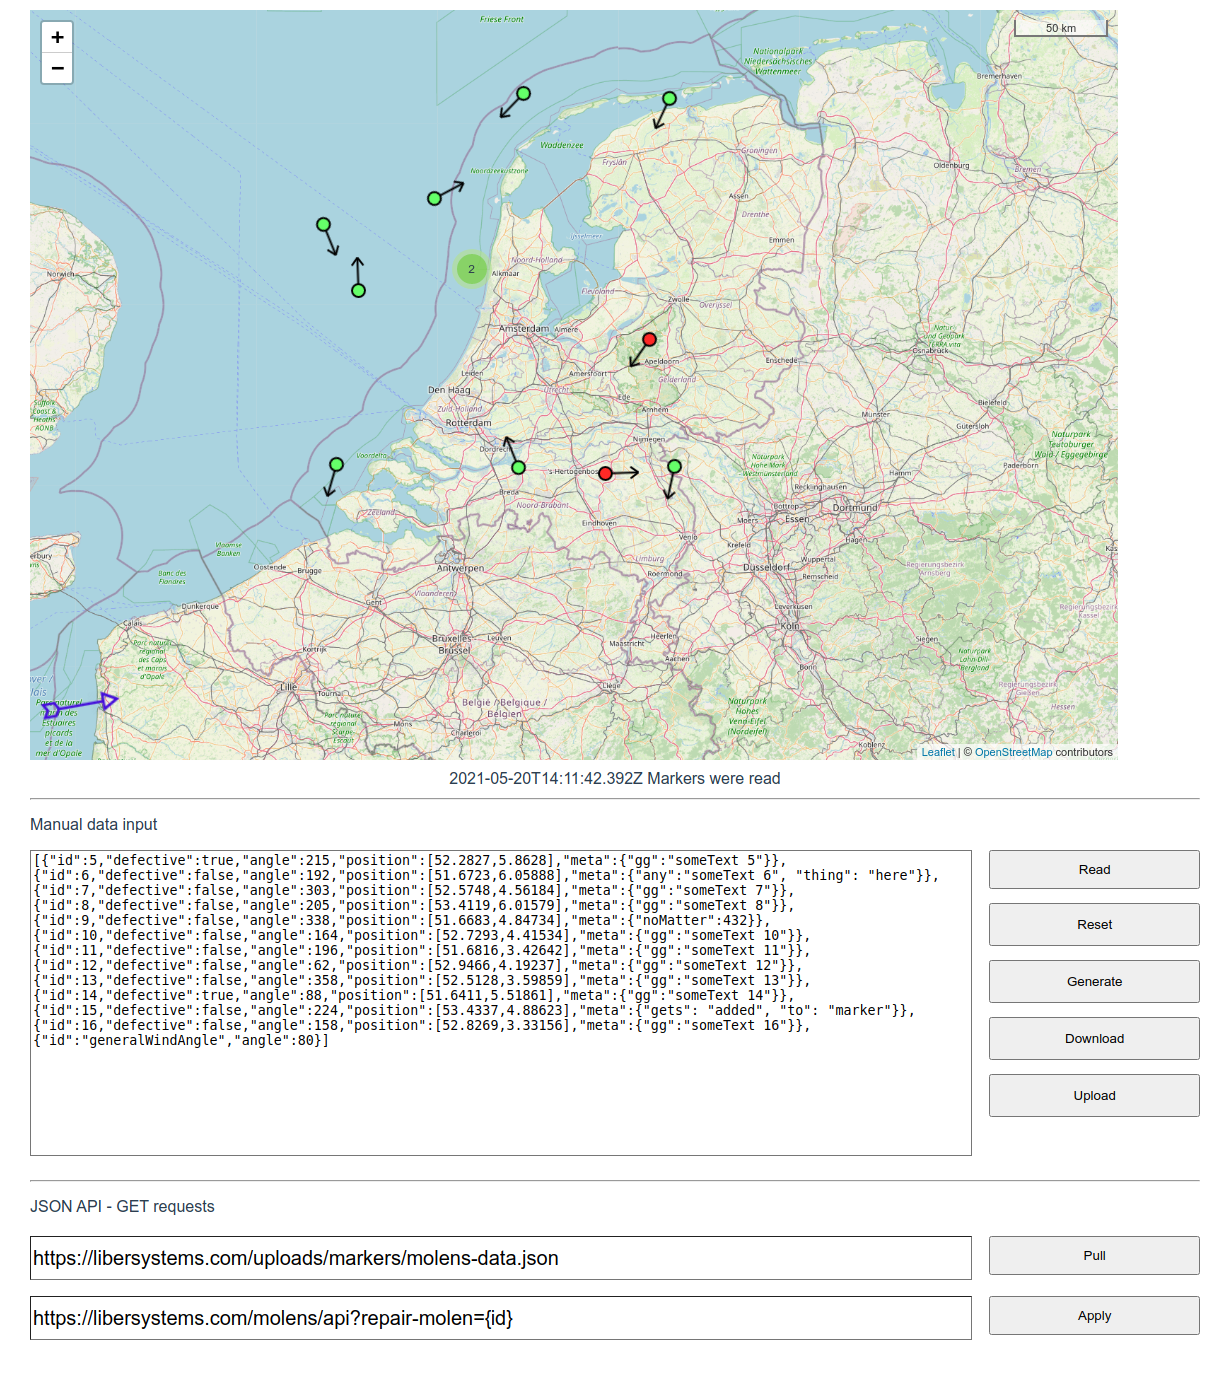 Friese Front
50 km
+
−
Nationalpark
Niedersächsisches
Wattenmeer
Bremerhaven
Waddenzee
Groningen
Fryslân
Oldenburg
Bremen
Noordzeekustzone
Assen
Drenthe
IJsselmeer
Emmen
Norwich
2
Alkmaar
Noord-Holland
Flevoland
Zwolle
Overijssel
Amsterdam
Almere
Natur-
und Geopark
TERRA.vita
Osnabrück
Apeldoorn
Enschede
Leiden
Amersfoort
Gelderland
Den Haag
Utrecht
Ede
Suffolk
Coast &
Heaths
AONB
Zuid-Holland
Arnhem
Bielefeld
Rotterdam
Münster
Gütersloh
Nijmegen
Naturpark
Teutoburger
Wald / Eggegebirge
Voordelta
Dordrecht
's-Hertogenbos
Naturpark
Hohe Mark
Westmünsterland
Hamm
Paderborn
Recklinghausen
Breda
Noord-Brabant
Bottrop
Dortmund
Zeeland
Eindhoven
Moers
Essen
Venlo
Krefeld
Hagen
Vlaamse
Banken
erbury
Limburg
Wuppertal
Kas
Oostende
Brugge
Antwerpen
Roermond
Düsseldorf
Remscheid
Regierungsbezirk
Arnsberg
Banc des
Flandres
Vlaanderen
Gent
Dunkerque
Leverkusen
Regierungsbezirk
Kassel
Calais
Köln
Bruxelles -
Brussel
Leuven
Maastricht
Heerlen
Siegen
Parc naturel
régional
des Caps
et marais
d'Opale
Kortrijk
Aachen
Bonn
Naturpark
Lahn-Dill-
Bergland
Lille
Tournai
Liège
Regierungsbezirk
Gießen
België / Belgique /
Belgien
Naturpark
Hohes
Venn-Eifel
(Nordeifel)
Hessen
Parc naturel
régional
Scarpe-
Escaut
Mons
Charleroi
Koblenz
Estuaires
picards
et de la
mer d'Opale
Leaflet | © OpenStreetMap contributors
2021-05-20T14:11:42.392Z Markers were read
Manual data input
[{"id":5,"defective":true,"angle":215,"position":[52.2827,5.8628],"meta":{"gg":"someText 5"}},
{"id":6,"defective":false,"angle":192,"position":[51.6723,6.05888],"meta":{"any":"someText 6", "thing": "here"}},
{"id":7,"defective":false,"angle":303,"position":[52.5748,4.56184],"meta":{"gg":"someText 7"}},
{"id":8,"defective":false,"angle":205,"position":[53.4119,6.01579],"meta":{"gg":"someText 8"}},
{"id":9,"defective":false,"angle":338,"position":[51.6683,4.84734],"meta":{"noMatter":432}},
{"id":10,"defective":false,"angle":164,"position":[52.7293,4.41534],"meta":{"gg":"someText 10"}},
{"id":11,"defective":false,"angle":196,"position":[51.6816,3.42642],"meta":{"gg":"someText 11"}},
{"id":12,"defective":false,"angle":62,"position":[52.9466,4.19237],"meta":{"gg":"someText 12"}},
{"id":13,"defective":false,"angle":358,"position":[52.5128,3.59859],"meta":{"gg":"someText 13"}},
{"id":14,"defective":true,"angle":88,"position":[51.6411,5.51861],"meta":{"gg":"someText 14"}},
{"id":15,"defective":false,"angle":224,"position":[53.4337,4.88623],"meta":{"gets": "added", "to": "marker"}},
{"id":16,"defective":false,"angle":158,"position":[52.8269,3.33156],"meta":{"gg":"someText 16"}},
{"id":"generalWindAngle","angle":80}]
Read
Reset
Generate
Download
Upload
JSON API - GET requests
https://libersystems.com/uploads/markers/molens-data.json
Pull
https://libersystems.com/molens/api?repair-molen={id}
Apply